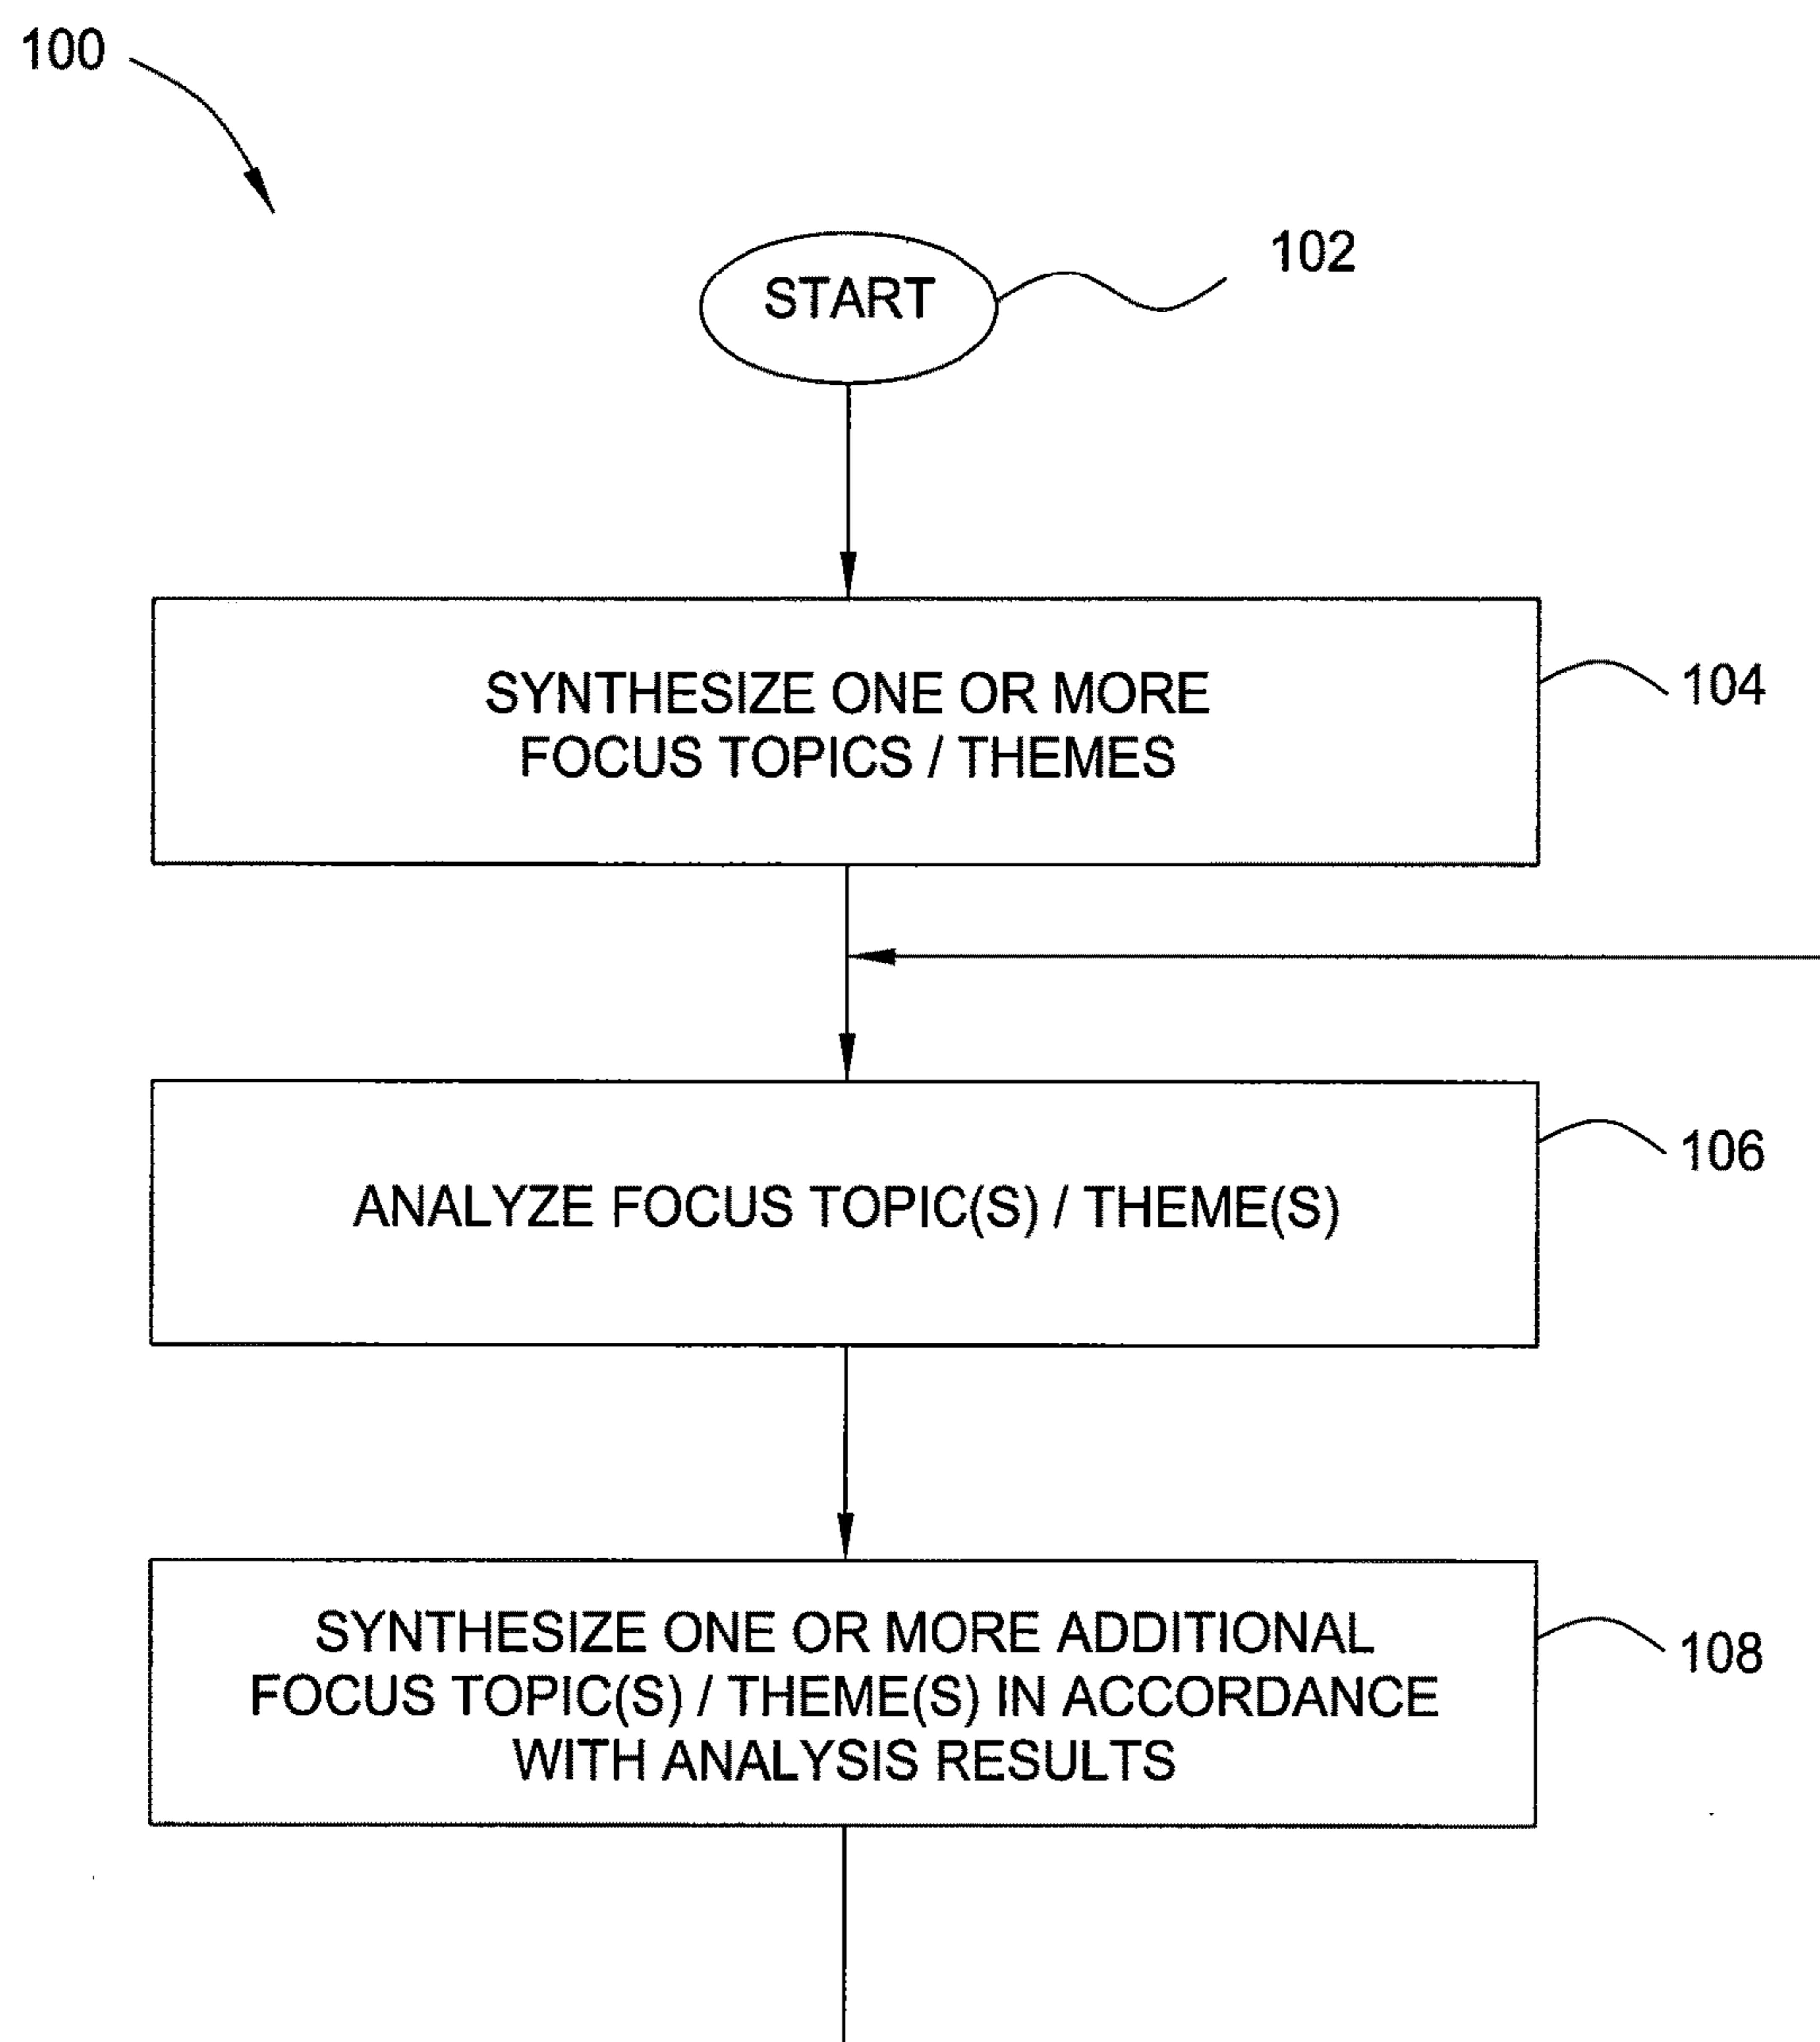 100
START
102
SYNTHESIZE ONE OR MORE
FOCUS TOPICS / THEMES
104
ANALYZE FOCUS TOPIC(S) / THEME(S)
106
SYNTHESIZE ONE OR MORE ADDITIONAL
FOCUS TOPIC(S) / THEME(S) IN ACCORDANCE
WITH ANALYSIS RESULTS
108